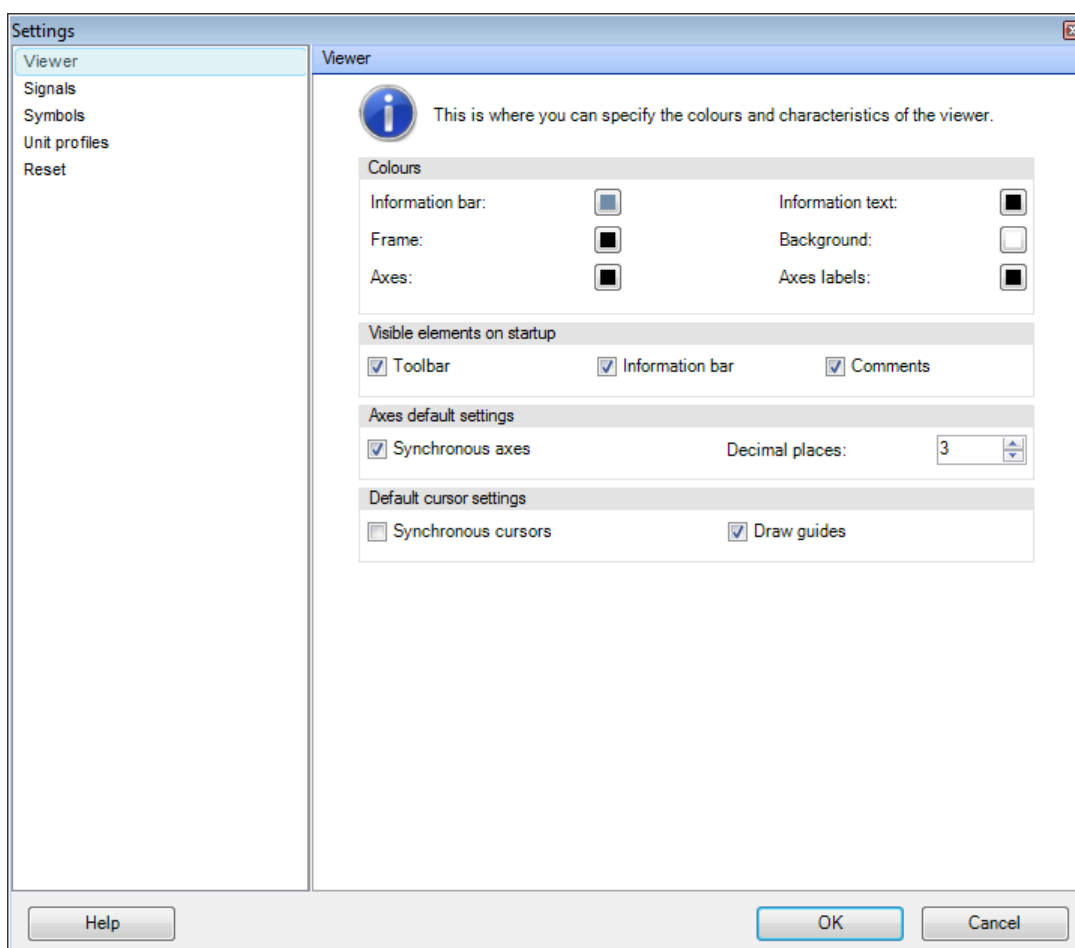 Settings
Viewer
Signals
Symbols
Unit profiles
Reset
Viewer
This is where you can specify the colours and characteristics of the viewer.
Colours
Information bar: Information text:
Frame: Background:
Axes: Axes labels:
Visible elements on startup
Toolbar Information bar Comments
Axes default settings
Synchronous axes Decimal places: 3
Default cursor settings
Synchronous cursors Draw guides
Help OK Cancel